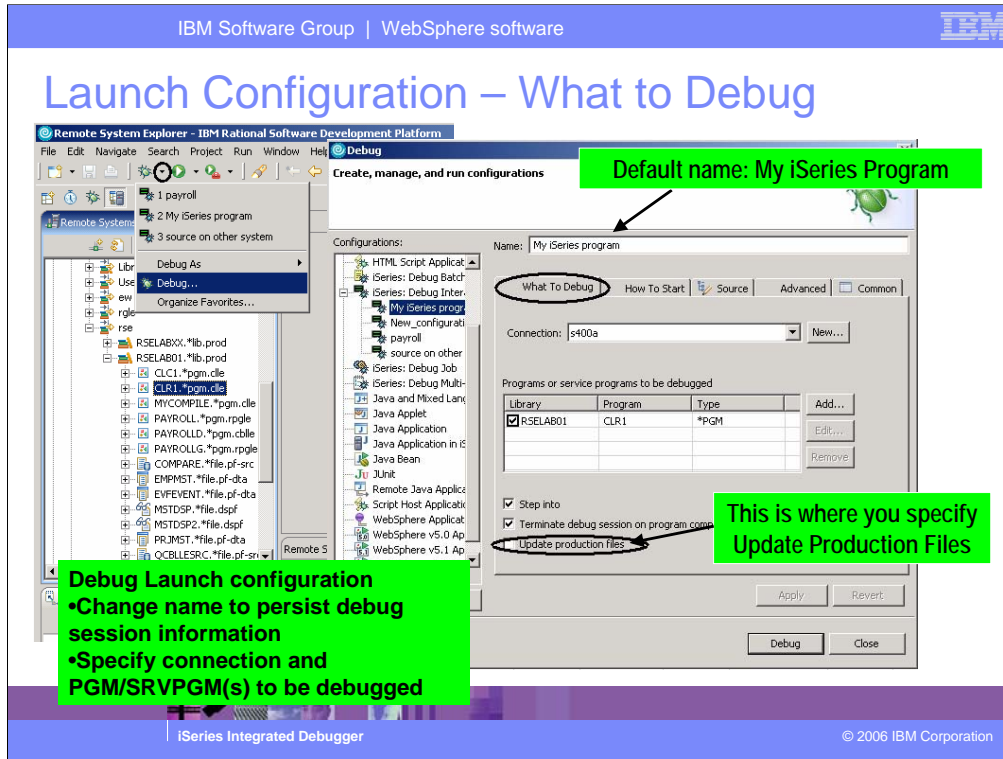 IBM Software Group | WebSphere software
IBM
Launch Configuration – What to Debug
Remote System Explorer - IBM Rational Software Development Platform
File Edit Navigate Search Project Run Window Help
1 payroll
2 My iSeries program
3 source on other system
Debug As
Debug...
Organize Favorites...
Remote Systems
Libr
Use
ew
rgle
rse
RSELABXX.*lib.prod
RSELAB01.*lib.prod
CLC1.*pgm.clle
CLR1.*pgm.clle
MYCOMPILE.*pgm.clle
PAYROLL.*pgm.rpgle
PAYROLLD.*pgm.cblle
PAYROLLG.*pgm.rpgle
COMPARE.*file.pf-src
EMPMST.*file.pf-dta
EVFEVENT.*file.pf-dta
MSTDSP.*file.dspf
MSTDSP2.*file.dspf
PRJMST.*file.pf-dta
QCBLLESRC.*file.pf-src
Remote S
Debug
Create, manage, and run configurations
Default name: My iSeries Program
Configurations:
HTML Script Applicat
iSeries: Debug Batch
iSeries: Debug Inter
My iSeries progr
New_configurati
payroll
source on other
iSeries: Debug Job
iSeries: Debug Multi-
Java and Mixed Lang
Java Applet
Java Application
Java Application in iS
Java Bean
JUnit
Remote Java Applica
Script Host Applicatio
WebSphere Applicat
WebSphere v5.0 Ap
WebSphere v5.1 Ap
Name: My iSeries program
What To Debug How To Start Source Advanced Common
Connection: s400a New...
Programs or service programs to be debugged
Library Program Type
RSELAB01 CLR1 *PGM
Add...
Edit...
Remove
Step into
Terminate debug session on program comp
Update production files
This is where you specify
Update Production Files
Apply Revert
Debug Close
Debug Launch configuration
•Change name to persist debug
session information
•Specify connection and
PGM/SRVPGM(s) to be debugged
iSeries Integrated Debugger
© 2006 IBM Corporation